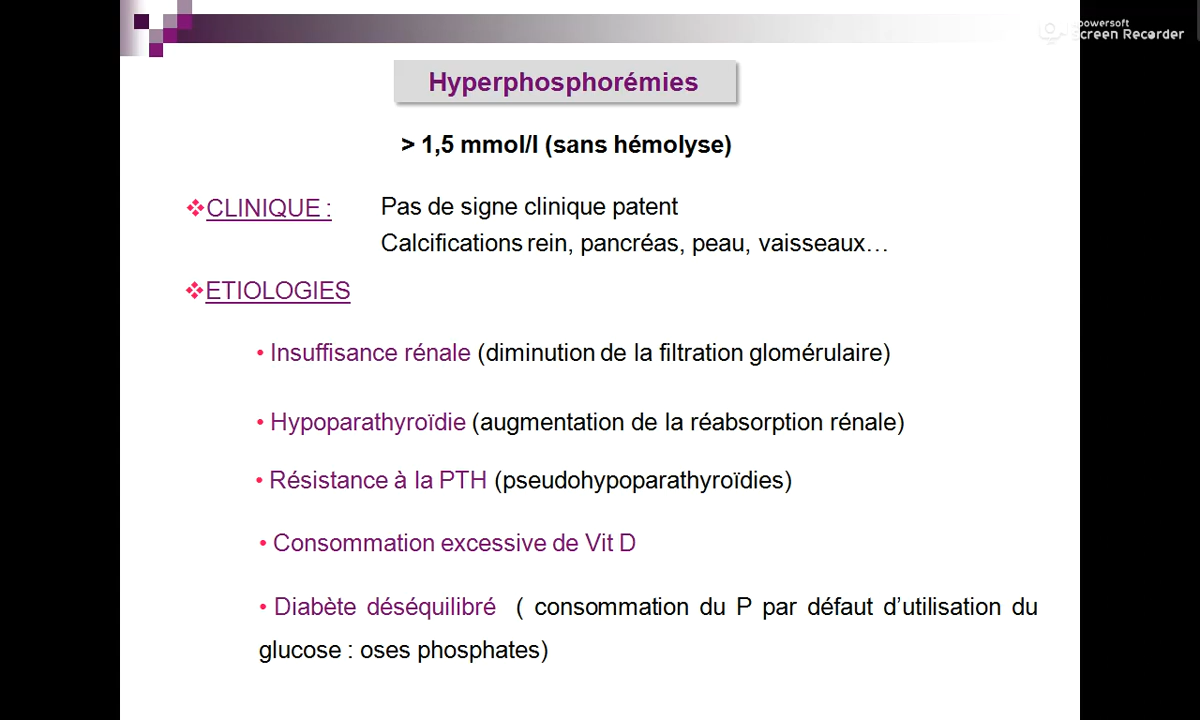 powersoft
Screen Recorder
Hyperphosphorémies
> 1,5 mmol/l (sans hémolyse)
❖CLINIQUE : Pas de signe clinique patent
Calcifications rein, pancréas, peau, vaisseaux…
❖ETIOLOGIES
• Insuffisance rénale (diminution de la filtration glomérulaire)
• Hypoparathyroïdie (augmentation de la réabsorption rénale)
• Résistance à la PTH (pseudohypoparathyroïdies)
• Consommation excessive de Vit D
• Diabète déséquilibré ( consommation du P par défaut d’utilisation du
glucose : oses phosphates)